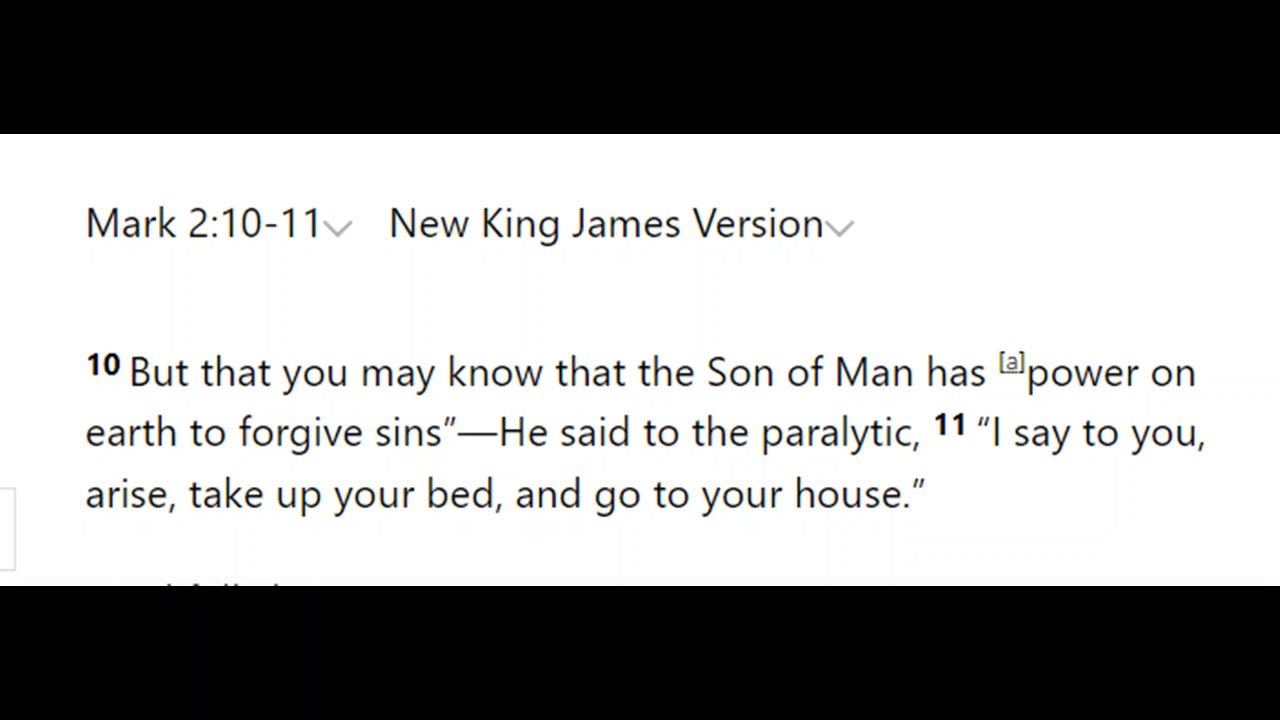 Mark 2:10-11 New King James Version
10 But that you may know that the Son of Man has [a]power on
earth to forgive sins”—He said to the paralytic, 11 “I say to you,
arise, take up your bed, and go to your house.”